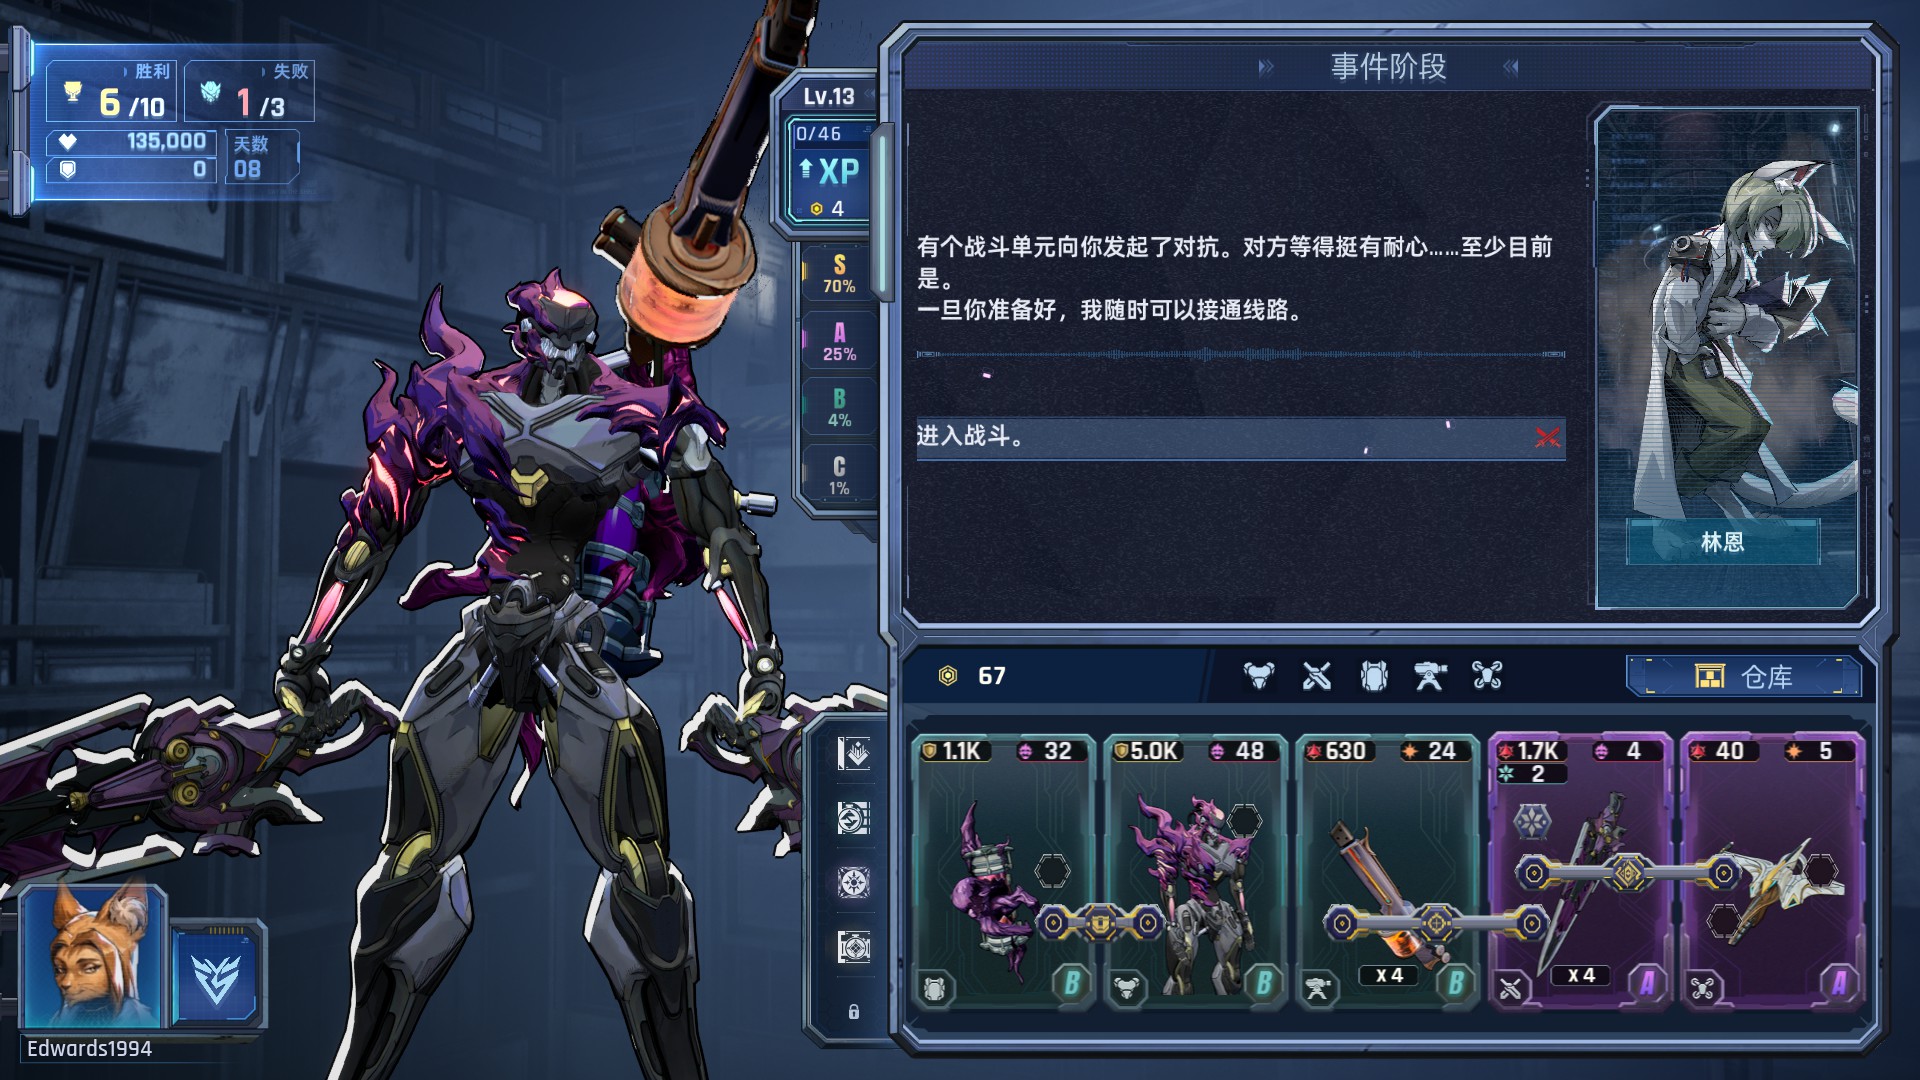 胜利
6/10
失败
1/3
135,000
0
天数
08
Lv.13
0/46
XP
4
S
70%
A
25%
B
4%
C
1%
事件阶段
有个战斗单元向你发起了对抗。对方等得挺有耐心……至少目前
是。
一旦你准备好，我随时可以接通线路。
进入战斗。
林恩
67
仓库
1.1K
32
B
5.0K
48
B
630
24
x4
B
1.7K
4
2
x4
A
40
5
A
Edwards1994